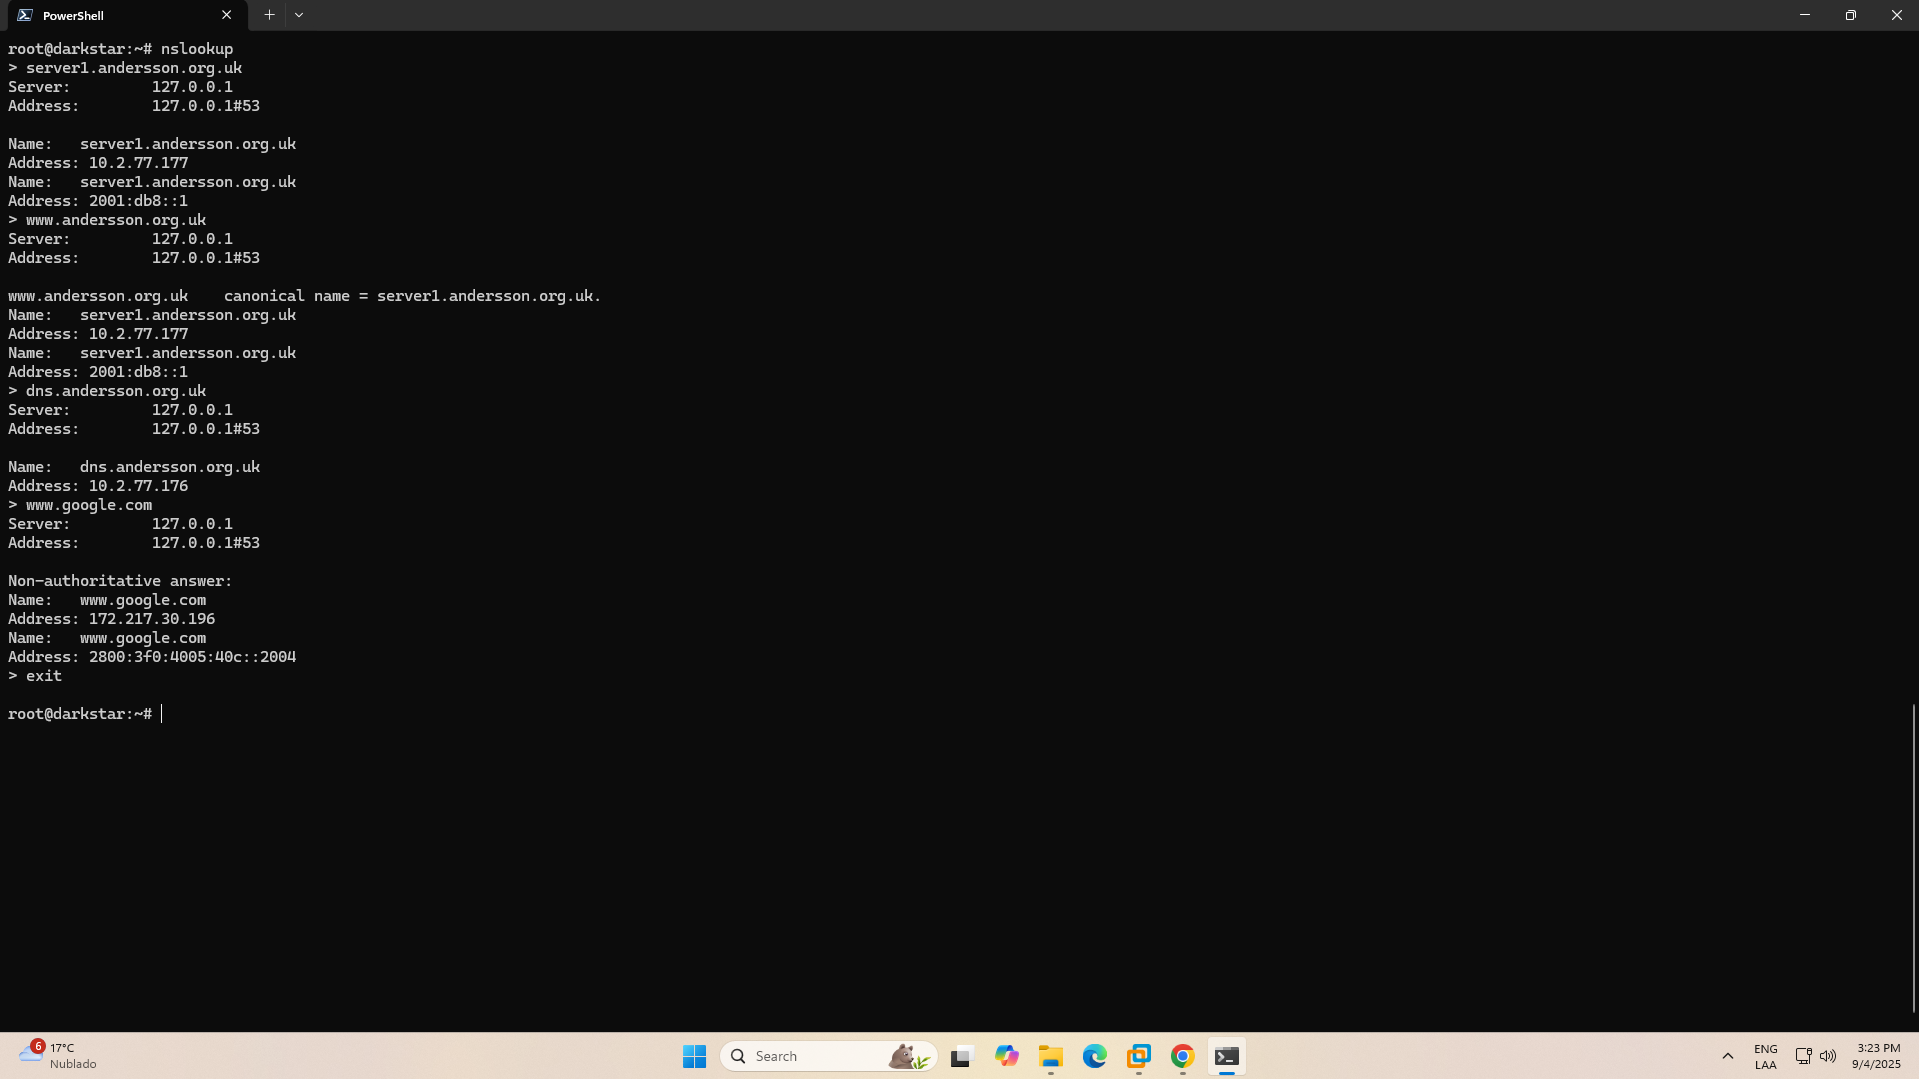 PowerShell
root@darkstar:~# nslookup
> server1.andersson.org.uk
Server:         127.0.0.1
Address:        127.0.0.1#53

Name:   server1.andersson.org.uk
Address: 10.2.77.177
Name:   server1.andersson.org.uk
Address: 2001:db8::1
> www.andersson.org.uk
Server:         127.0.0.1
Address:        127.0.0.1#53

www.andersson.org.uk    canonical name = server1.andersson.org.uk.
Name:   server1.andersson.org.uk
Address: 10.2.77.177
Name:   server1.andersson.org.uk
Address: 2001:db8::1
> dns.andersson.org.uk
Server:         127.0.0.1
Address:        127.0.0.1#53

Name:   dns.andersson.org.uk
Address: 10.2.77.176
> www.google.com
Server:         127.0.0.1
Address:        127.0.0.1#53

Non-authoritative answer:
Name:   www.google.com
Address: 172.217.30.196
Name:   www.google.com
Address: 2800:3f0:4005:40c::2004
> exit

root@darkstar:~#
6
17°C
Nublado
Search
ENG
LAA
3:23 PM
9/4/2025